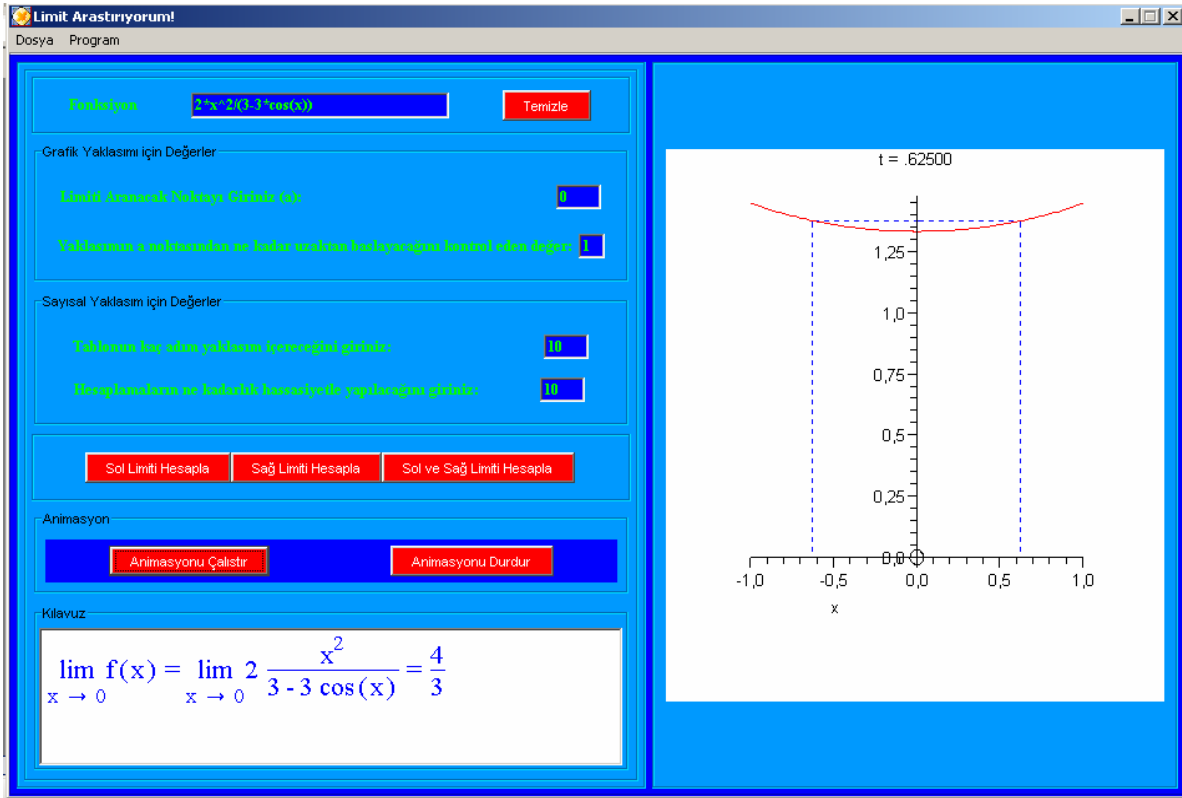 Limit Arastırıyorum!
Dosya Program
Fonksiyon 2*x^2/(3-3*cos(x)) Temizle
Grafik Yaklasımı için Değerler
Limiti Aranacak Noktayı Giriniz (a): 0
Yaklasımın a noktasından ne kadar uzaktan baslayacağını kontrol eden değer: 1
Sayısal Yaklasım için Değerler
Tablonun kaç adım yaklasım içereceğini giriniz: 10
Hesaplamaların ne kadarlık hassasiyetle yapılacağını giriniz: 10
Sol Limiti Hesapla Sağ Limiti Hesapla Sol ve Sağ Limiti Hesapla
Animasyon
Animasyonu Çalıstır Animasyonu Durdur
Kılavuz
lim f(x) = lim 2 x^2/(3 - 3 cos(x)) = 4/3
x → 0 x → 0
t = .62500
1,25
1,0
0,75
0,5
0,25
0,0
-1,0 -0,5 0,0 0,5 1,0
x